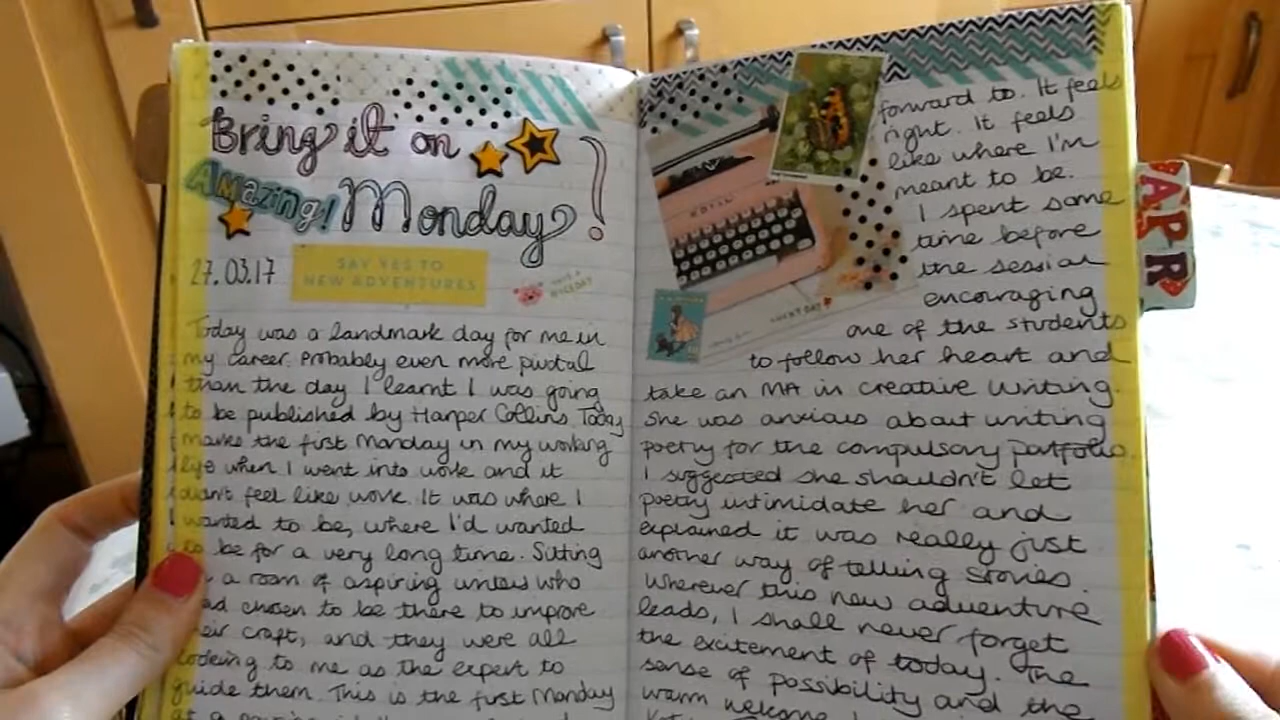 Bring it on
Amazing! Monday!
27.03.17
SAY YES TO
NEW ADVENTURES
HAVE A
NICE DAY
Today was a landmark day for me in
my career. Probably even more pivotal
than the day I learnt I was going
to be published by Harper Collins. Today
marks the first Monday in my working
life when I went into work and it
didn't feel like work. It was where I
wanted to be, where I'd wanted
to be for a very long time. Sitting
a room of aspiring writers who
chosen to be there to improve
craft, and they were all
looking to me as the expert to
guide them. This is the first Monday
forward to. It feels
right. It feels
like where I'm
meant to be.
I spent some
time before
the session
encouraging
one of the students
to follow her heart and
take an MA in creative writing.
She was anxious about writing
poetry for the compulsory portfolio.
I suggested she shouldn't let
poetry intimidate her and
explained it was really just
another way of telling stories.
Wherever this new adventure
leads, I shall never forget
the excitement of today. The
sense of possibility and the
warm welcome
LUCKY DAY
MAR